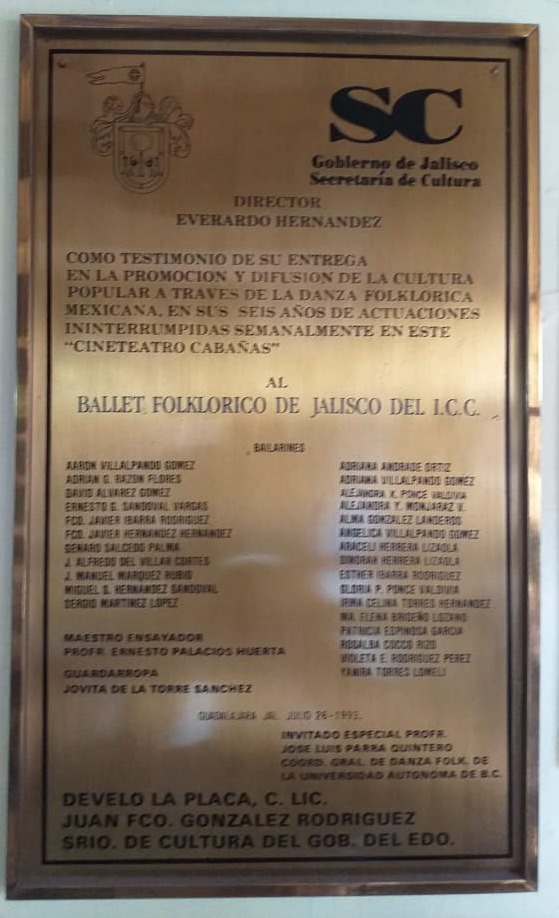 SC
Gobierno de Jalisco
Secretaría de Cultura
DIRECTOR
EVERARDO HERNANDEZ
COMO TESTIMONIO DE SU ENTREGA
EN LA PROMOCION Y DIFUSION DE LA CULTURA
POPULAR A TRAVES DE LA DANZA FOLKLORICA
MEXICANA, EN SUS SEIS AÑOS DE ACTUACIONES
ININTERRUMPIDAS SEMANALMENTE EN ESTE
"CINETEATRO CABAÑAS"
AL
BALLET FOLKLORICO DE JALISCO DEL I.C.C.
BAILARINES
AARON VILLALPANDO GOMEZ
ADRIAN G. RAZON FLORES
DAVID ALVAREZ GOMEZ
ERNESTO G. SANDOVAL VARGAS
FCO. JAVIER IBARRA RODRIGUEZ
FCO. JAVIER HERNANDEZ HERNANDEZ
GENARO SALCEDO PALMA
J. ALFREDO DEL VILLAR CORTES
J. MANUEL MARQUEZ RUBIO
MIGUEL S. HERNANDEZ SANDOVAL
SERGIO MARTINEZ LOPEZ
ADRIANA ANDRADE ORTIZ
ADRIANA VILLALPANDO GOMEZ
ALEJANDRA X. PONCE VALDIVIA
ALEJANDRA Y. MONJARAZ V.
ALMA GONZALEZ LANDEROS
ANGELICA VILLALPANDO GOMEZ
ARACELI HERRERA LIZAOLA
DINORAH HERRERA LIZAOLA
ESTHER IBARRA RODRIGUEZ
GLORIA P. PONCE VALDIVIA
IRMA CELINA TORRES HERNANDEZ
MA. ELENA BRISEÑO LOZANO
PATRICIA ESPINOSA GARCIA
ROSALBA COCCO RIZO
VIOLETA E. RODRIGUEZ PEREZ
YANIRA TORRES LOMELI
MAESTRO ENSAYADOR
PROFR. ERNESTO PALACIOS HUERTA
GUARDARROPA
JOVITA DE LA TORRE SANCHEZ
GUADALAJARA JAL. JULIO 26-1992.
INVITADO ESPECIAL PROFR.
JOSE LUIS PARRA QUINTERO
COORD. GRAL. DE DANZA FOLK. DE
LA UNIVERSIDAD AUTONOMA DE B.C.
DEVELO LA PLACA, C. LIC.
JUAN FCO. GONZALEZ RODRIGUEZ
SRIO. DE CULTURA DEL GOB. DEL EDO.